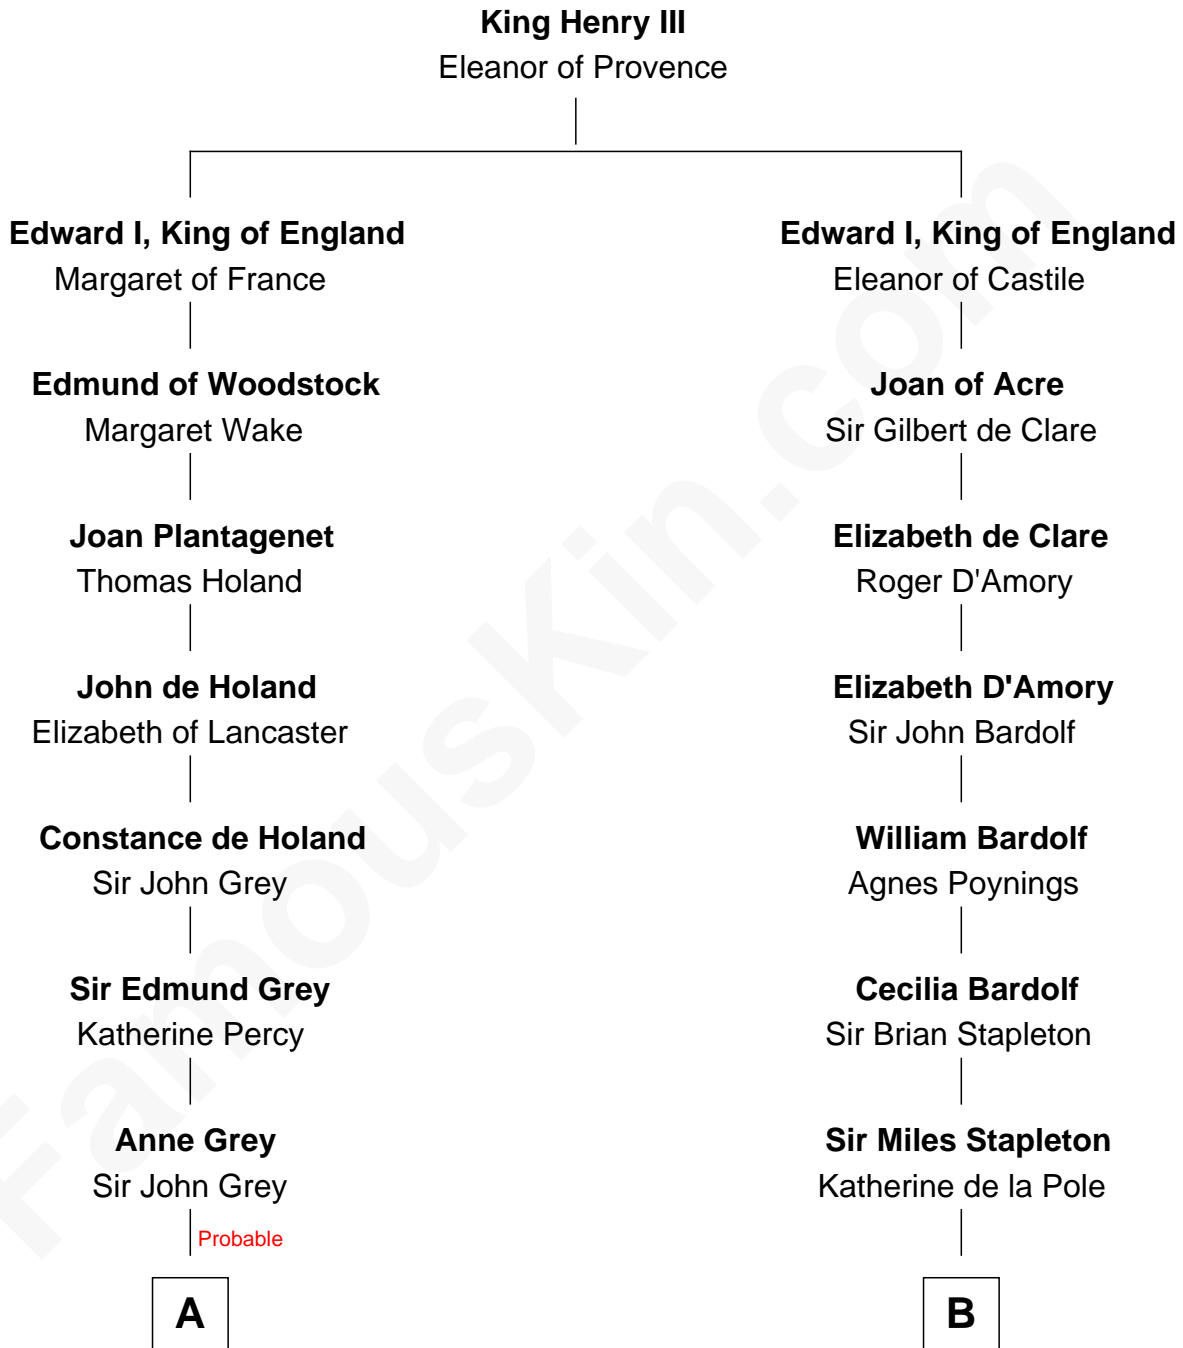 King Henry III
Eleanor of Provence
Edward I, King of England
Margaret of France
Edward I, King of England
Eleanor of Castile
Edmund of Woodstock
Margaret Wake
Joan of Acre
Sir Gilbert de Clare
Joan Plantagenet
Thomas Holand
Elizabeth de Clare
Roger D'Amory
John de Holand
Elizabeth of Lancaster
Elizabeth D'Amory
Sir John Bardolf
Constance de Holand
Sir John Grey
William Bardolf
Agnes Poynings
Sir Edmund Grey
Katherine Percy
Cecilia Bardolf
Sir Brian Stapleton
Anne Grey
Sir John Grey
Probable
Sir Miles Stapleton
Katherine de la Pole
A
B
FamousKin.com